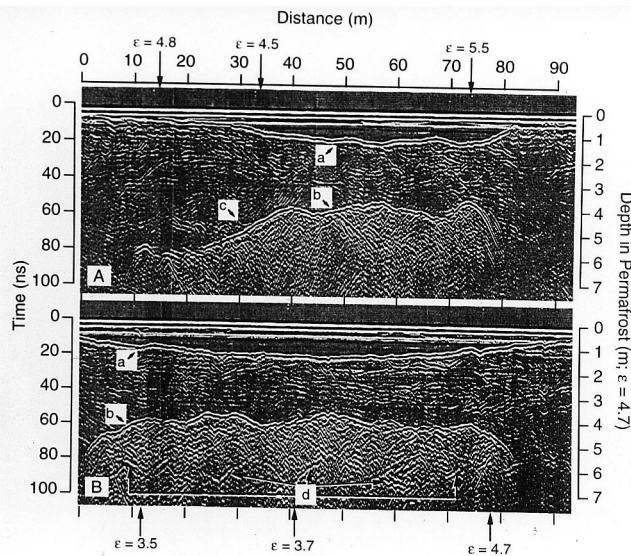 Distance (m)
ε = 4.8 ε = 4.5 ε = 5.5
0 10 20 30 40 50 60 70 80 90
0
20
40
60
80
100
0
1
2
3
4
5
6
7
a
b
c
A
Time (ns)
Depth in Permafrost (m; ε = 4.7)
0
20
40
60
80
100
0
1
2
3
4
5
6
7
a
b
B
d
ε = 3.5 ε = 3.7 ε = 4.7